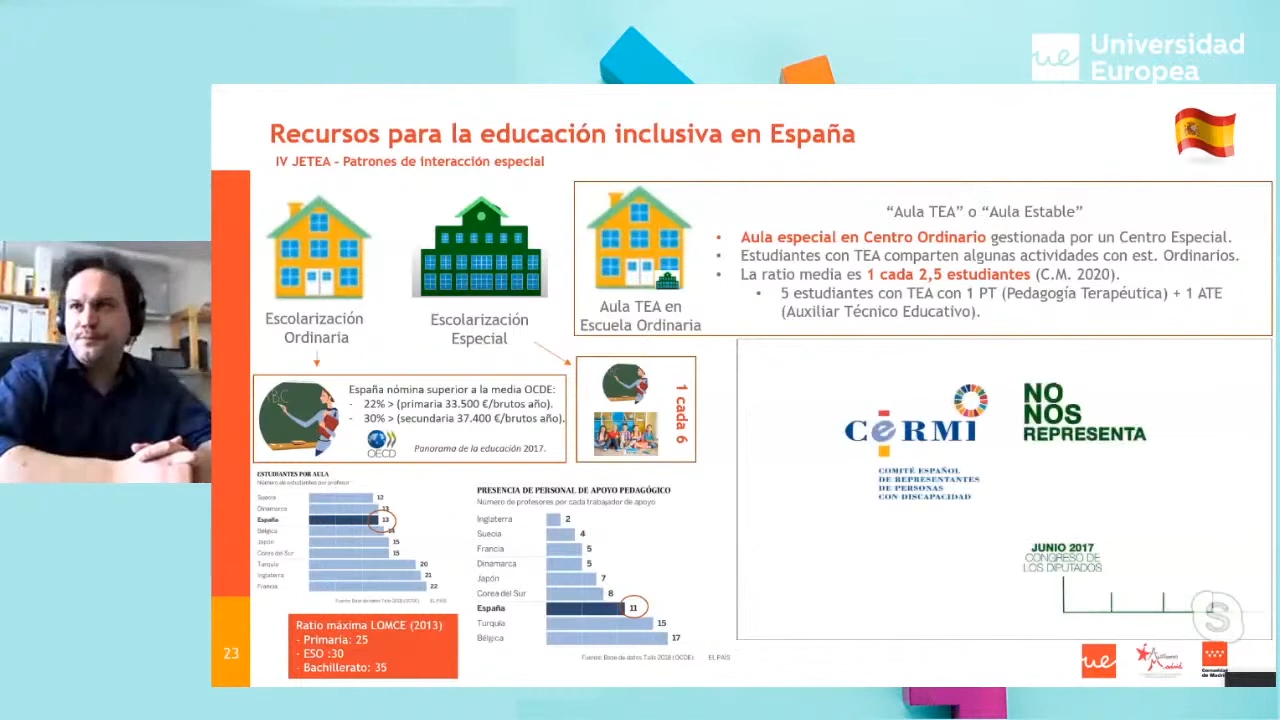 Universidad
Europea
Recursos para la educación inclusiva en España
IV JETEA - Patrones de interacción especial
Escolarización
Ordinaria
Escolarización
Especial
Aula TEA en
Escuela Ordinaria
“Aula TEA” o “Aula Estable”
• Aula especial en Centro Ordinario gestionada por un Centro Especial.
• Estudiantes con TEA comparten algunas actividades con est. Ordinarios.
• La ratio media es 1 cada 2,5 estudiantes (C.M. 2020).
• 5 estudiantes con TEA con 1 PT (Pedagogía Terapéutica) + 1 ATE
(Auxiliar Técnico Educativo).
ABC
España nómina superior a la media OCDE:
- 22% > (primaria 33.500 €/brutos año).
- 30% > (secundaria 37.400 €/brutos año).
OECD
Panorama de la educación 2017.
1 cada 6
ESTUDIANTES POR AULA
Número de estudiantes por profesor
Suecia 12
Dinamarca 13
España 13
Bélgica 14
Japón 15
Corea del Sur 15
Turquía 20
Inglaterra 21
Francia 22
Fuente: Base de datos Talis 2018 (OCDE) EL PAÍS
PRESENCIA DE PERSONAL DE APOYO PEDAGÓGICO
Número de profesores por cada trabajador de apoyo
Inglaterra 2
Suecia 4
Francia 5
Dinamarca 5
Japón 7
Corea del Sur 8
España 11
Turquía 15
Bélgica 17
Fuente: Base de datos Talis 2018 (OCDE) EL PAÍS
Ratio máxima LOMCE (2013)
- Primaria: 25
- ESO :30
- Bachillerato: 35
CERMI
COMITÉ ESPAÑOL
DE REPRESENTANTES
DE PERSONAS
CON DISCAPACIDAD
NO
NOS
REPRESENTA
JUNIO 2017
CONGRESO DE
LOS DIPUTADOS
S
23
ue
Comunidad
de Madrid